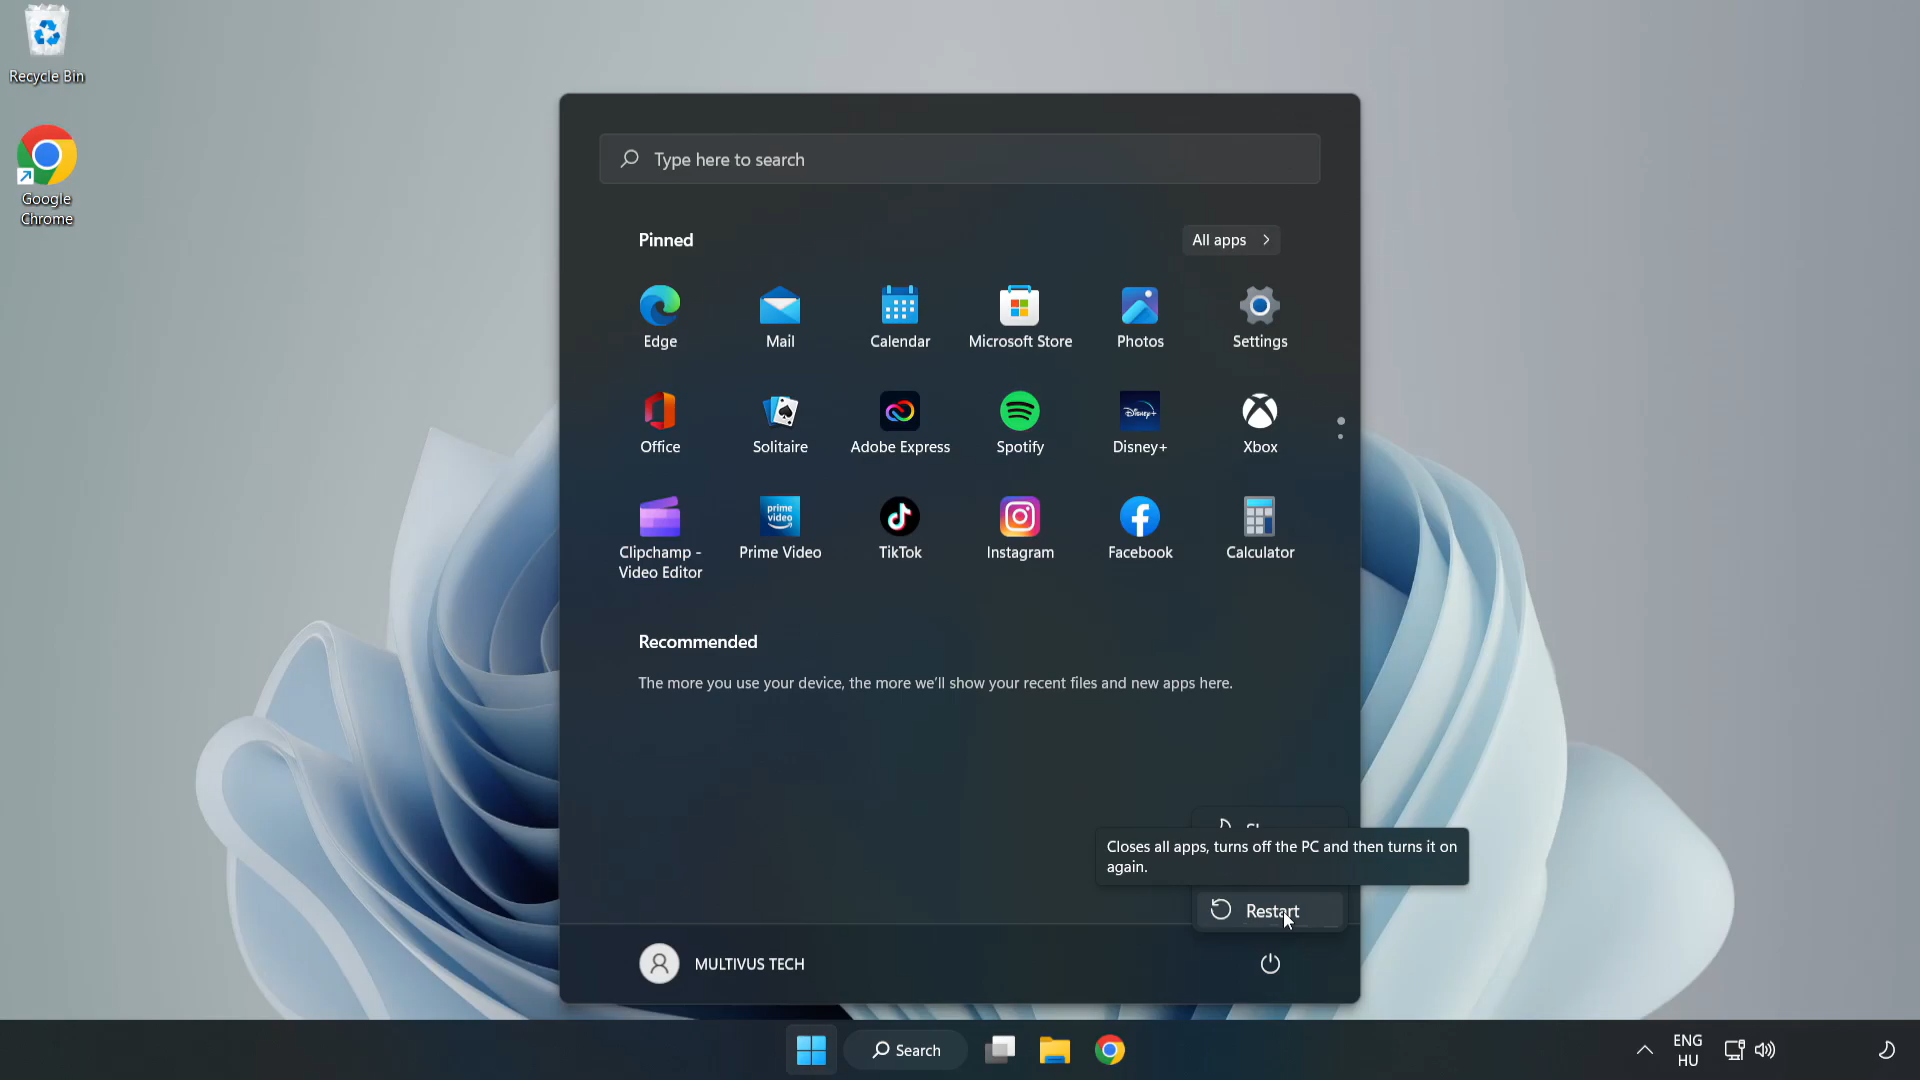 Recycle Bin
Google
Chrome
Type here to search
Pinned
All apps
Edge
Mail
Calendar
Microsoft Store
Photos
Settings
Office
Solitaire
Adobe Express
Spotify
Disney+
Disney+
Xbox
prime
video
Clipchamp -
Video Editor
Prime Video
TikTok
Instagram
Facebook
Calculator
Recommended
The more you use your device, the more we'll show your recent files and new apps here.
Closes all apps, turns off the PC and then turns it on
again.
Restart
MULTIVUS TECH
Search
ENG
HU